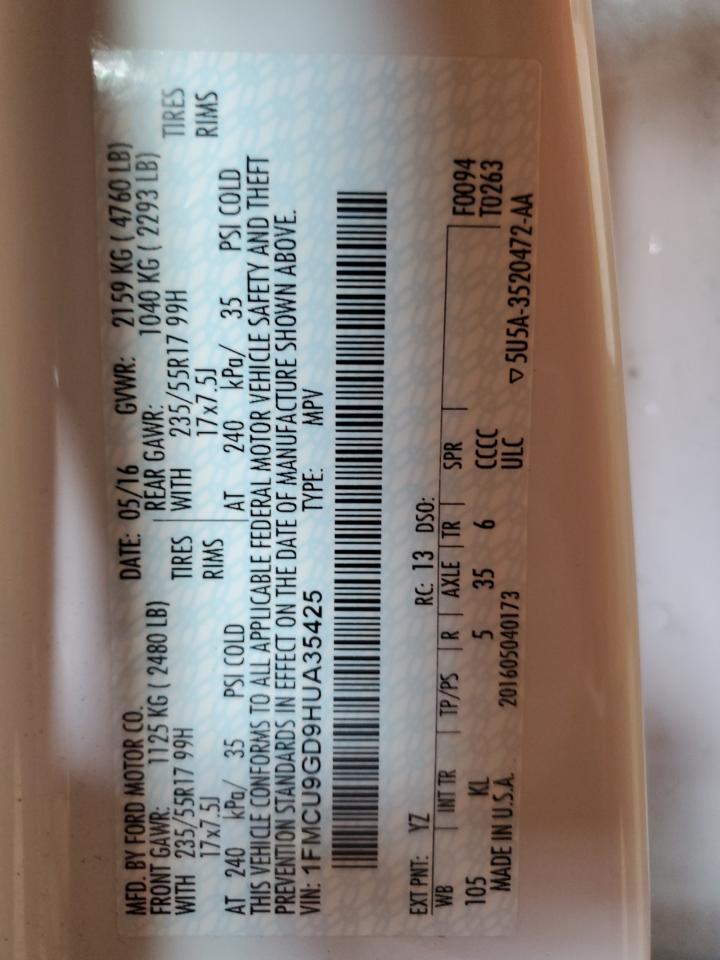 MFD. BY FORD MOTOR CO. DATE: 05/16 GVWR: 2159 KG ( 4760 LB)
FRONT GAWR: 1125 KG ( 2480 LB) REAR GAWR: 1040 KG ( 2293 LB)
WITH 235/55R17 99H TIRES WITH 235/55R17 99H TIRES
17x7.5J RIMS 17x7.5J RIMS
AT 240 kPa/ 35 PSI COLD AT 240 kPa/ 35 PSI COLD
THIS VEHICLE CONFORMS TO ALL APPLICABLE FEDERAL MOTOR VEHICLE SAFETY AND THEFT
PREVENTION STANDARDS IN EFFECT ON THE DATE OF MANUFACTURE SHOWN ABOVE.
VIN: 1FMCU9GD9HUA35425 TYPE: MPV
EXT PNT: YZ RC: 13 DSO:
WB INT TR TP/PS R AXLE TR SPR F0094
105 KL 5 35 6 CCCC T0263
MADE IN U.S.A. 201605040173 ULC ▽5U5A-3520472-AA